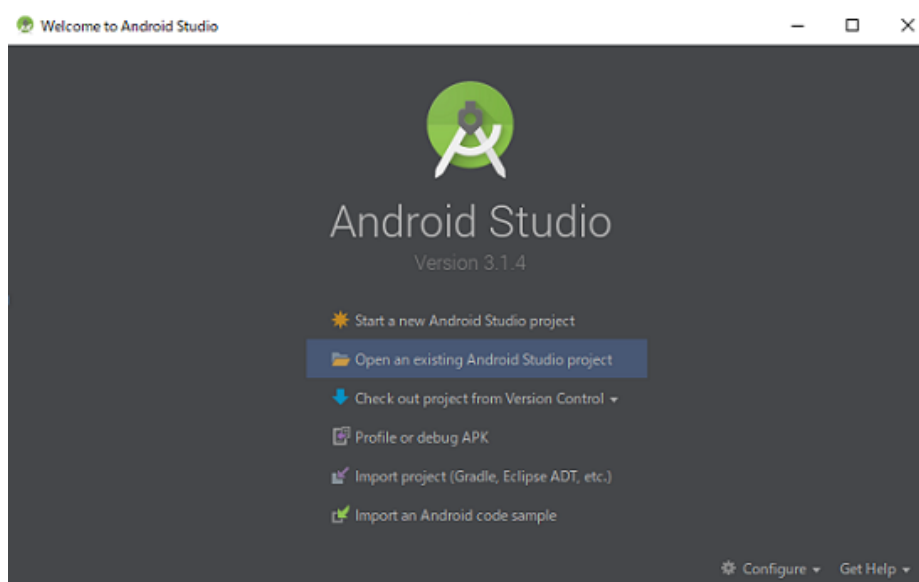 Welcome to Android Studio
Android Studio
Version 3.1.4
Start a new Android Studio project
Open an existing Android Studio project
Check out project from Version Control
Profile or debug APK
Import project (Gradle, Eclipse ADT, etc.)
Import an Android code sample
Configure Get Help